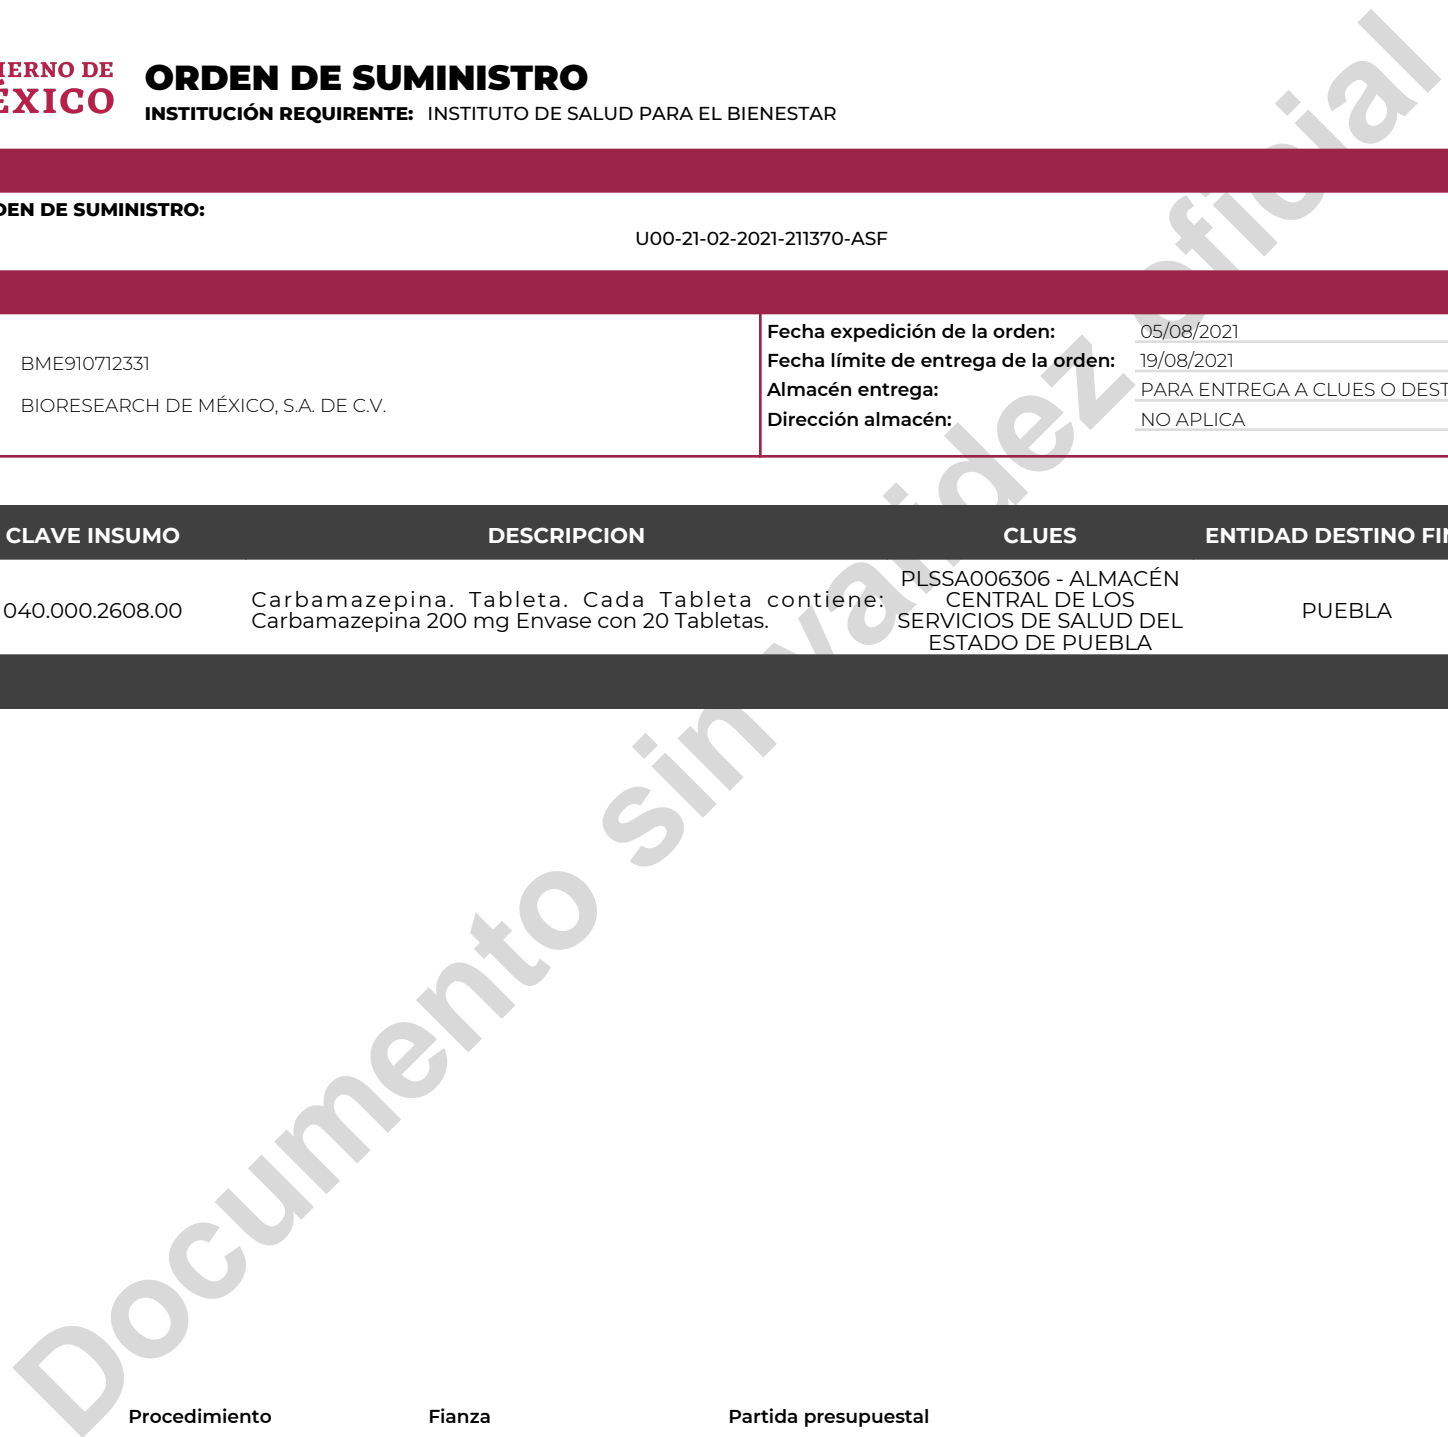 IERNO DE
ÉXICO
ORDEN DE SUMINISTRO
INSTITUCIÓN REQUIRENTE: INSTITUTO DE SALUD PARA EL BIENESTAR
DEN DE SUMINISTRO:
U00-21-02-2021-211370-ASF
BME910712331
BIORESEARCH DE MÉXICO, S.A. DE C.V.
Fecha expedición de la orden: 05/08/2021
Fecha límite de entrega de la orden: 19/08/2021
Almacén entrega: PARA ENTREGA A CLUES O DEST
Dirección almacén: NO APLICA
CLAVE INSUMO DESCRIPCION CLUES ENTIDAD DESTINO FIN
040.000.2608.00
Carbamazepina. Tableta. Cada Tableta contiene:
Carbamazepina 200 mg Envase con 20 Tabletas.
PLSSA006306 - ALMACÉN
CENTRAL DE LOS
SERVICIOS DE SALUD DEL
ESTADO DE PUEBLA
PUEBLA
Documento sin validez oficial
Procedimiento Fianza Partida presupuestal